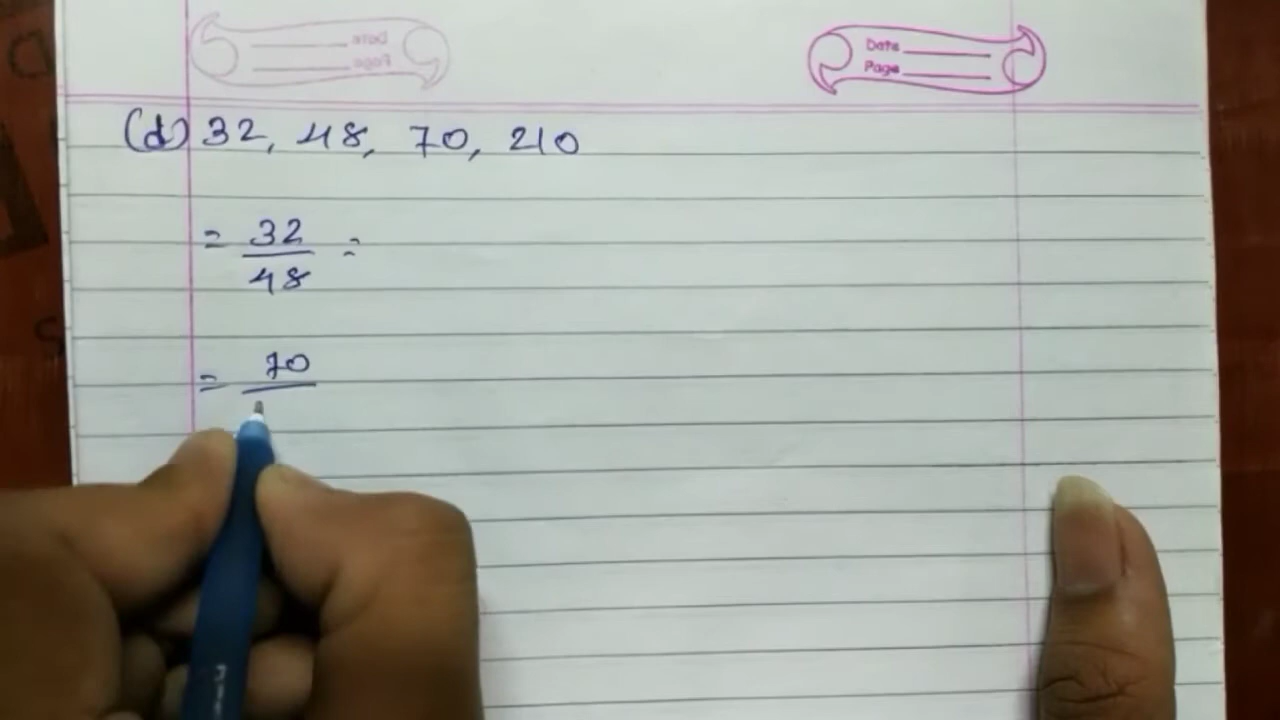 Date
Page
(d) 32, 48, 70, 210
= 32/48 =
= 70/